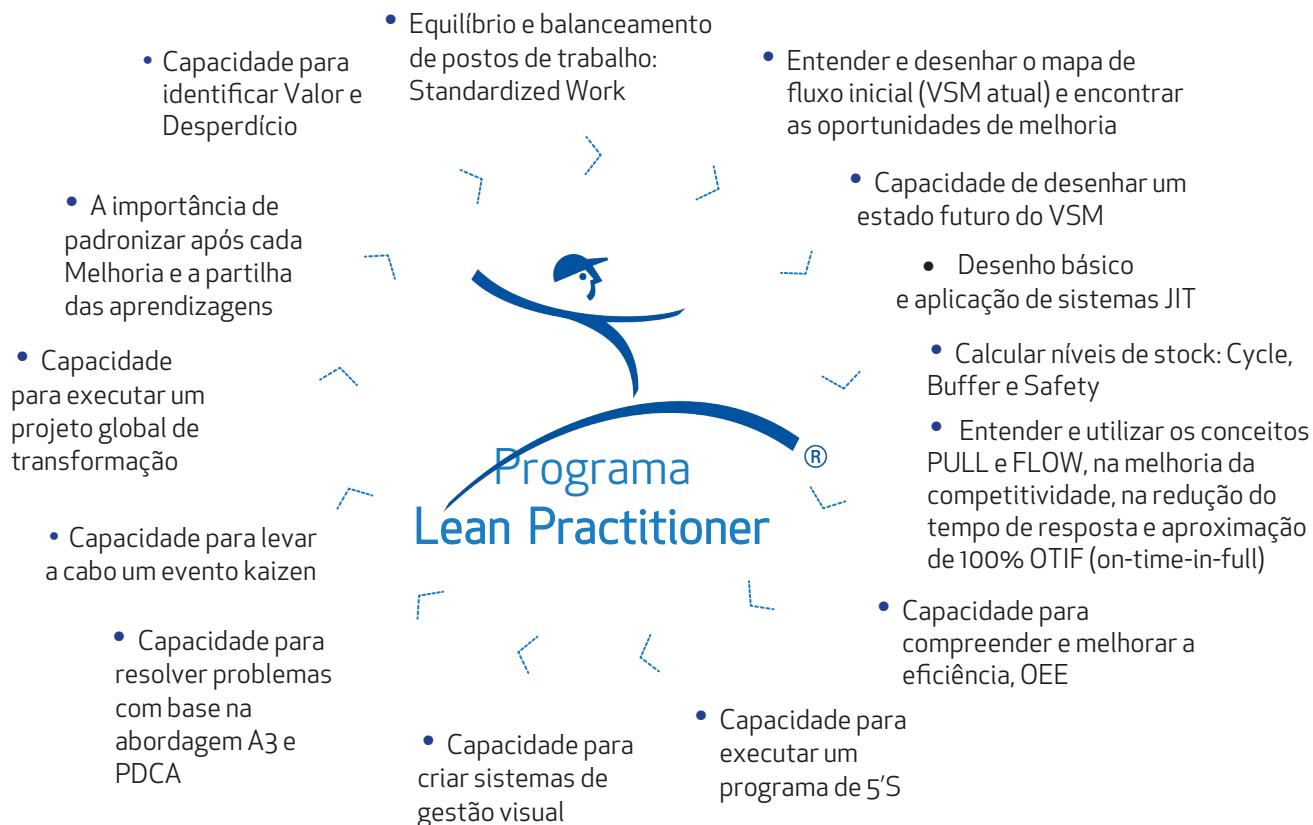 • Equilíbrio e balanceamento
de postos de trabalho:
Standardized Work
• Entender e desenhar o mapa de
fluxo inicial (VSM atual) e encontrar
as oportunidades de melhoria
• Capacidade de desenhar um
estado futuro do VSM
• Desenho básico
e aplicação de sistemas JIT
• Calcular níveis de stock: Cycle,
Buffer e Safety
• Entender e utilizar os conceitos
PULL e FLOW, na melhoria da
competitividade, na redução do
tempo de resposta e aproximação
de 100% OTIF (on-time-in-full)
• Capacidade para
compreender e melhorar a
eficiência, OEE
• Capacidade para
executar um
programa de 5'S
• Capacidade para
criar sistemas de
gestão visual
• Capacidade para
resolver problemas
com base na
abordagem A3 e
PDCA
• Capacidade para levar
a cabo um evento kaizen
• Capacidade
para executar um
projeto global de
transformação
• A importância de
padronizar após cada
Melhoria e a partilha
das aprendizagens
• Capacidade para
identificar Valor e
Desperdício
Programa ®
Lean Practitioner